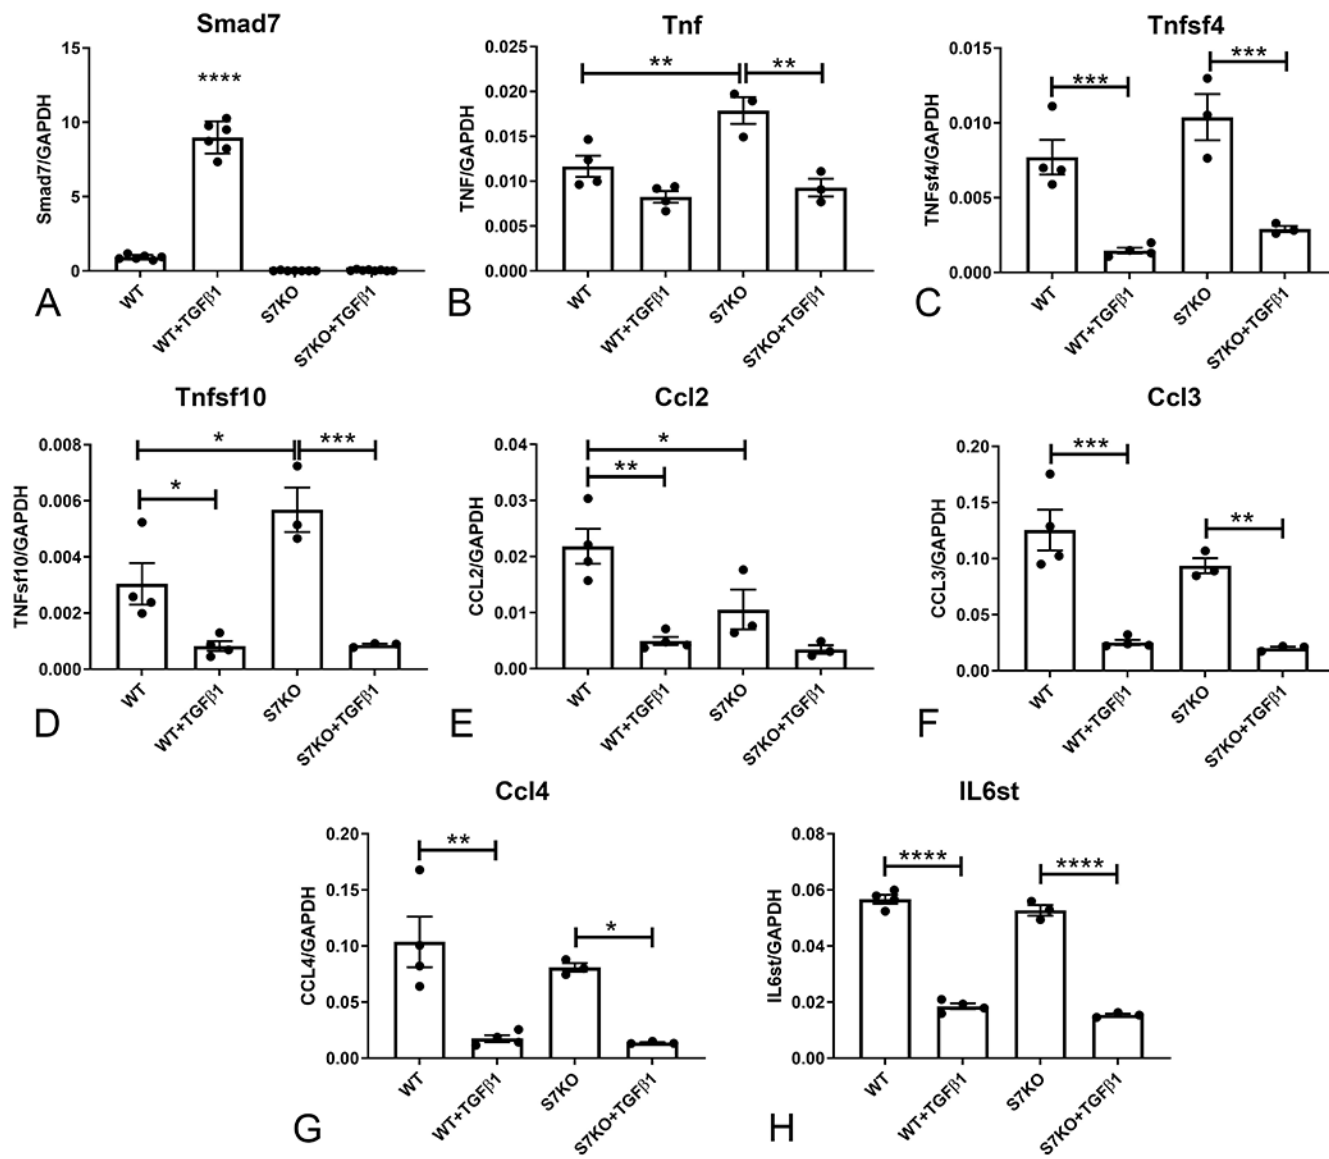 Smad7
Smad7/GAPDH
15
10
5
0
****
WT
WT+TGFβ1
S7KO
S7KO+TGFβ1
A
Tnf
TNF/GAPDH
0.025
0.020
0.015
0.010
0.005
0.000
**
**
WT
WT+TGFβ1
S7KO
S7KO+TGFβ1
B
Tnfsf4
TNFsf4/GAPDH
0.015
0.010
0.005
0.000
***
***
WT
WT+TGFβ1
S7KO
S7KO+TGFβ1
C
Tnfsf10
TNFsf10/GAPDH
0.008
0.006
0.004
0.002
0.000
*
***
*
WT
WT+TGFβ1
S7KO
S7KO+TGFβ1
D
Ccl2
CCL2/GAPDH
0.04
0.03
0.02
0.01
0.00
*
**
WT
WT+TGFβ1
S7KO
S7KO+TGFβ1
E
Ccl3
CCL3/GAPDH
0.20
0.15
0.10
0.05
0.00
***
**
WT
WT+TGFβ1
S7KO
S7KO+TGFβ1
F
Ccl4
CCL4/GAPDH
0.20
0.15
0.10
0.05
0.00
**
*
WT
WT+TGFβ1
S7KO
S7KO+TGFβ1
G
IL6st
IL6st/GAPDH
0.08
0.06
0.04
0.02
0.00
****
****
WT
WT+TGFβ1
S7KO
S7KO+TGFβ1
H